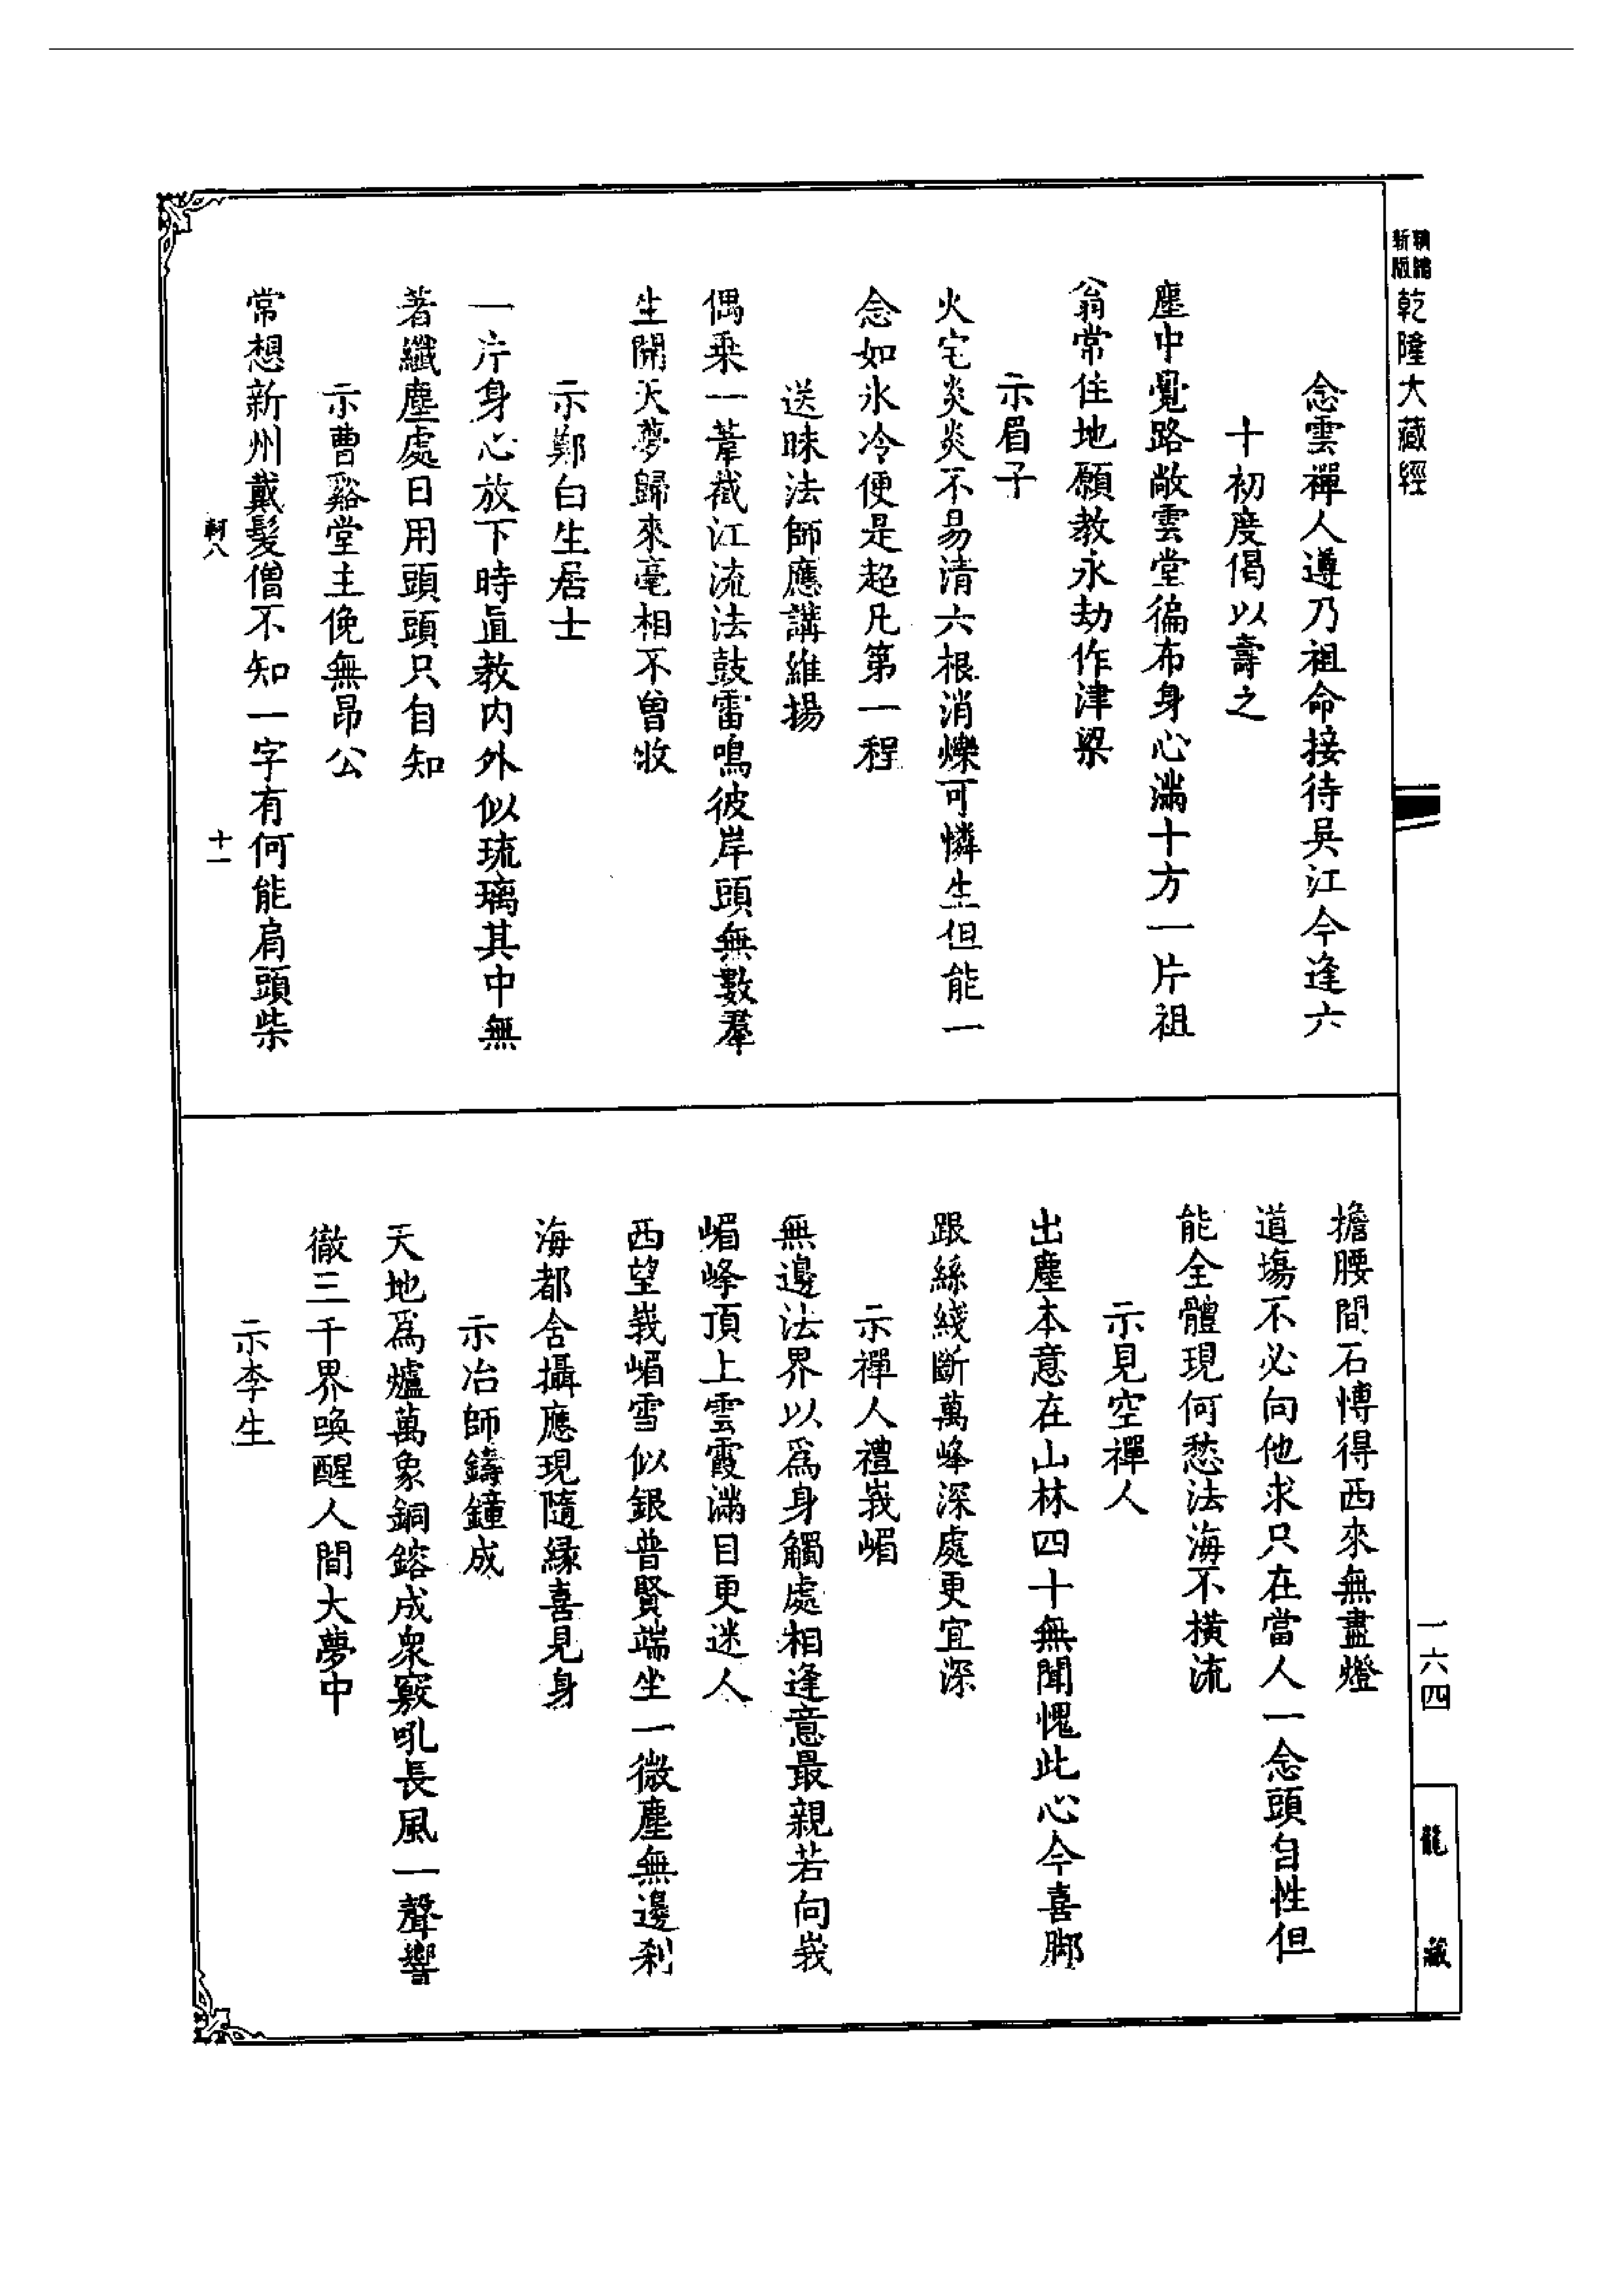 新版
乾隆大藏經
念雲禪人遵乃祖命接待吳江今逢六
十初度偈以壽之
塵中覺路敞雲堂徧布身心滿十方一片祖
翁常住地願教永劫作津梁
示眉子
火宅炎炎不易清六根消爍可憐生但能一
念如氷冷便是超凡第一程
送昧法師應講維揚
偶乘一葦截江流法鼓雷鳴彼岸頭無數羣
生開天夢歸來毫相不曾收
示鄭白生居士
一片身心放下時直教内外似琉璃其中無
著纖塵處日用頭頭只自知
示曹谿堂主俛無昂公
常想新州戴髮僧不知一字有何能肩頭柴
軻八
十一
擔腰間石愽得西來無盡燈
道塲不必向他求只在當人一念頭自性但
能全體現何愁法海不橫流
示見空禪人
出塵本意在山林四十無聞愧此心今喜脚
跟絲綫斷萬峰深處更宜深
示禪人禮峩嵋
無邊法界以爲身觸處相逢意最親若向峩
嵋峰頂上雲霞滿目更迷人
西望峩嵋雪似銀普賢端坐一微塵無邊刹
海都含攝應現隨緣喜見身
示冶師鑄鐘成
天地爲爐萬象銅鎔成衆竅吼長風一聲響
徹三千界喚醒人間大夢中
示李生
一六四
龍藏